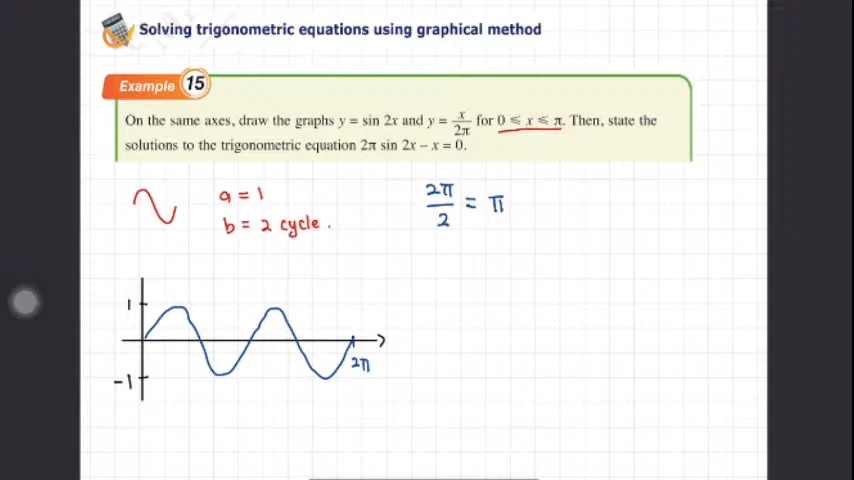 Solving trigonometric equations using graphical method
Example 15
On the same axes, draw the graphs y = sin 2x and y = x/2π for 0 ⩽ x ⩽ π. Then, state the
solutions to the trigonometric equation 2π sin 2x − x = 0.
a = 1
b = 2 cycle.
2π/2 = π
1
-1
2π